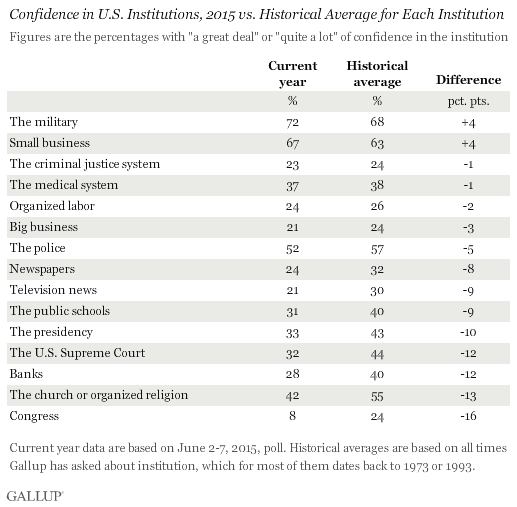 Confidence in U.S. Institutions, 2015 vs. Historical Average for Each Institution
Figures are the percentages with "a great deal" or "quite a lot" of confidence in the institution
Current year Historical average Difference
% % pct. pts.
The military 72 68 +4
Small business 67 63 +4
The criminal justice system 23 24 -1
The medical system 37 38 -1
Organized labor 24 26 -2
Big business 21 24 -3
The police 52 57 -5
Newspapers 24 32 -8
Television news 21 30 -9
The public schools 31 40 -9
The presidency 33 43 -10
The U.S. Supreme Court 32 44 -12
Banks 28 40 -12
The church or organized religion 42 55 -13
Congress 8 24 -16
Current year data are based on June 2-7, 2015, poll. Historical averages are based on all times
Gallup has asked about institution, which for most of them dates back to 1973 or 1993.
GALLUP®